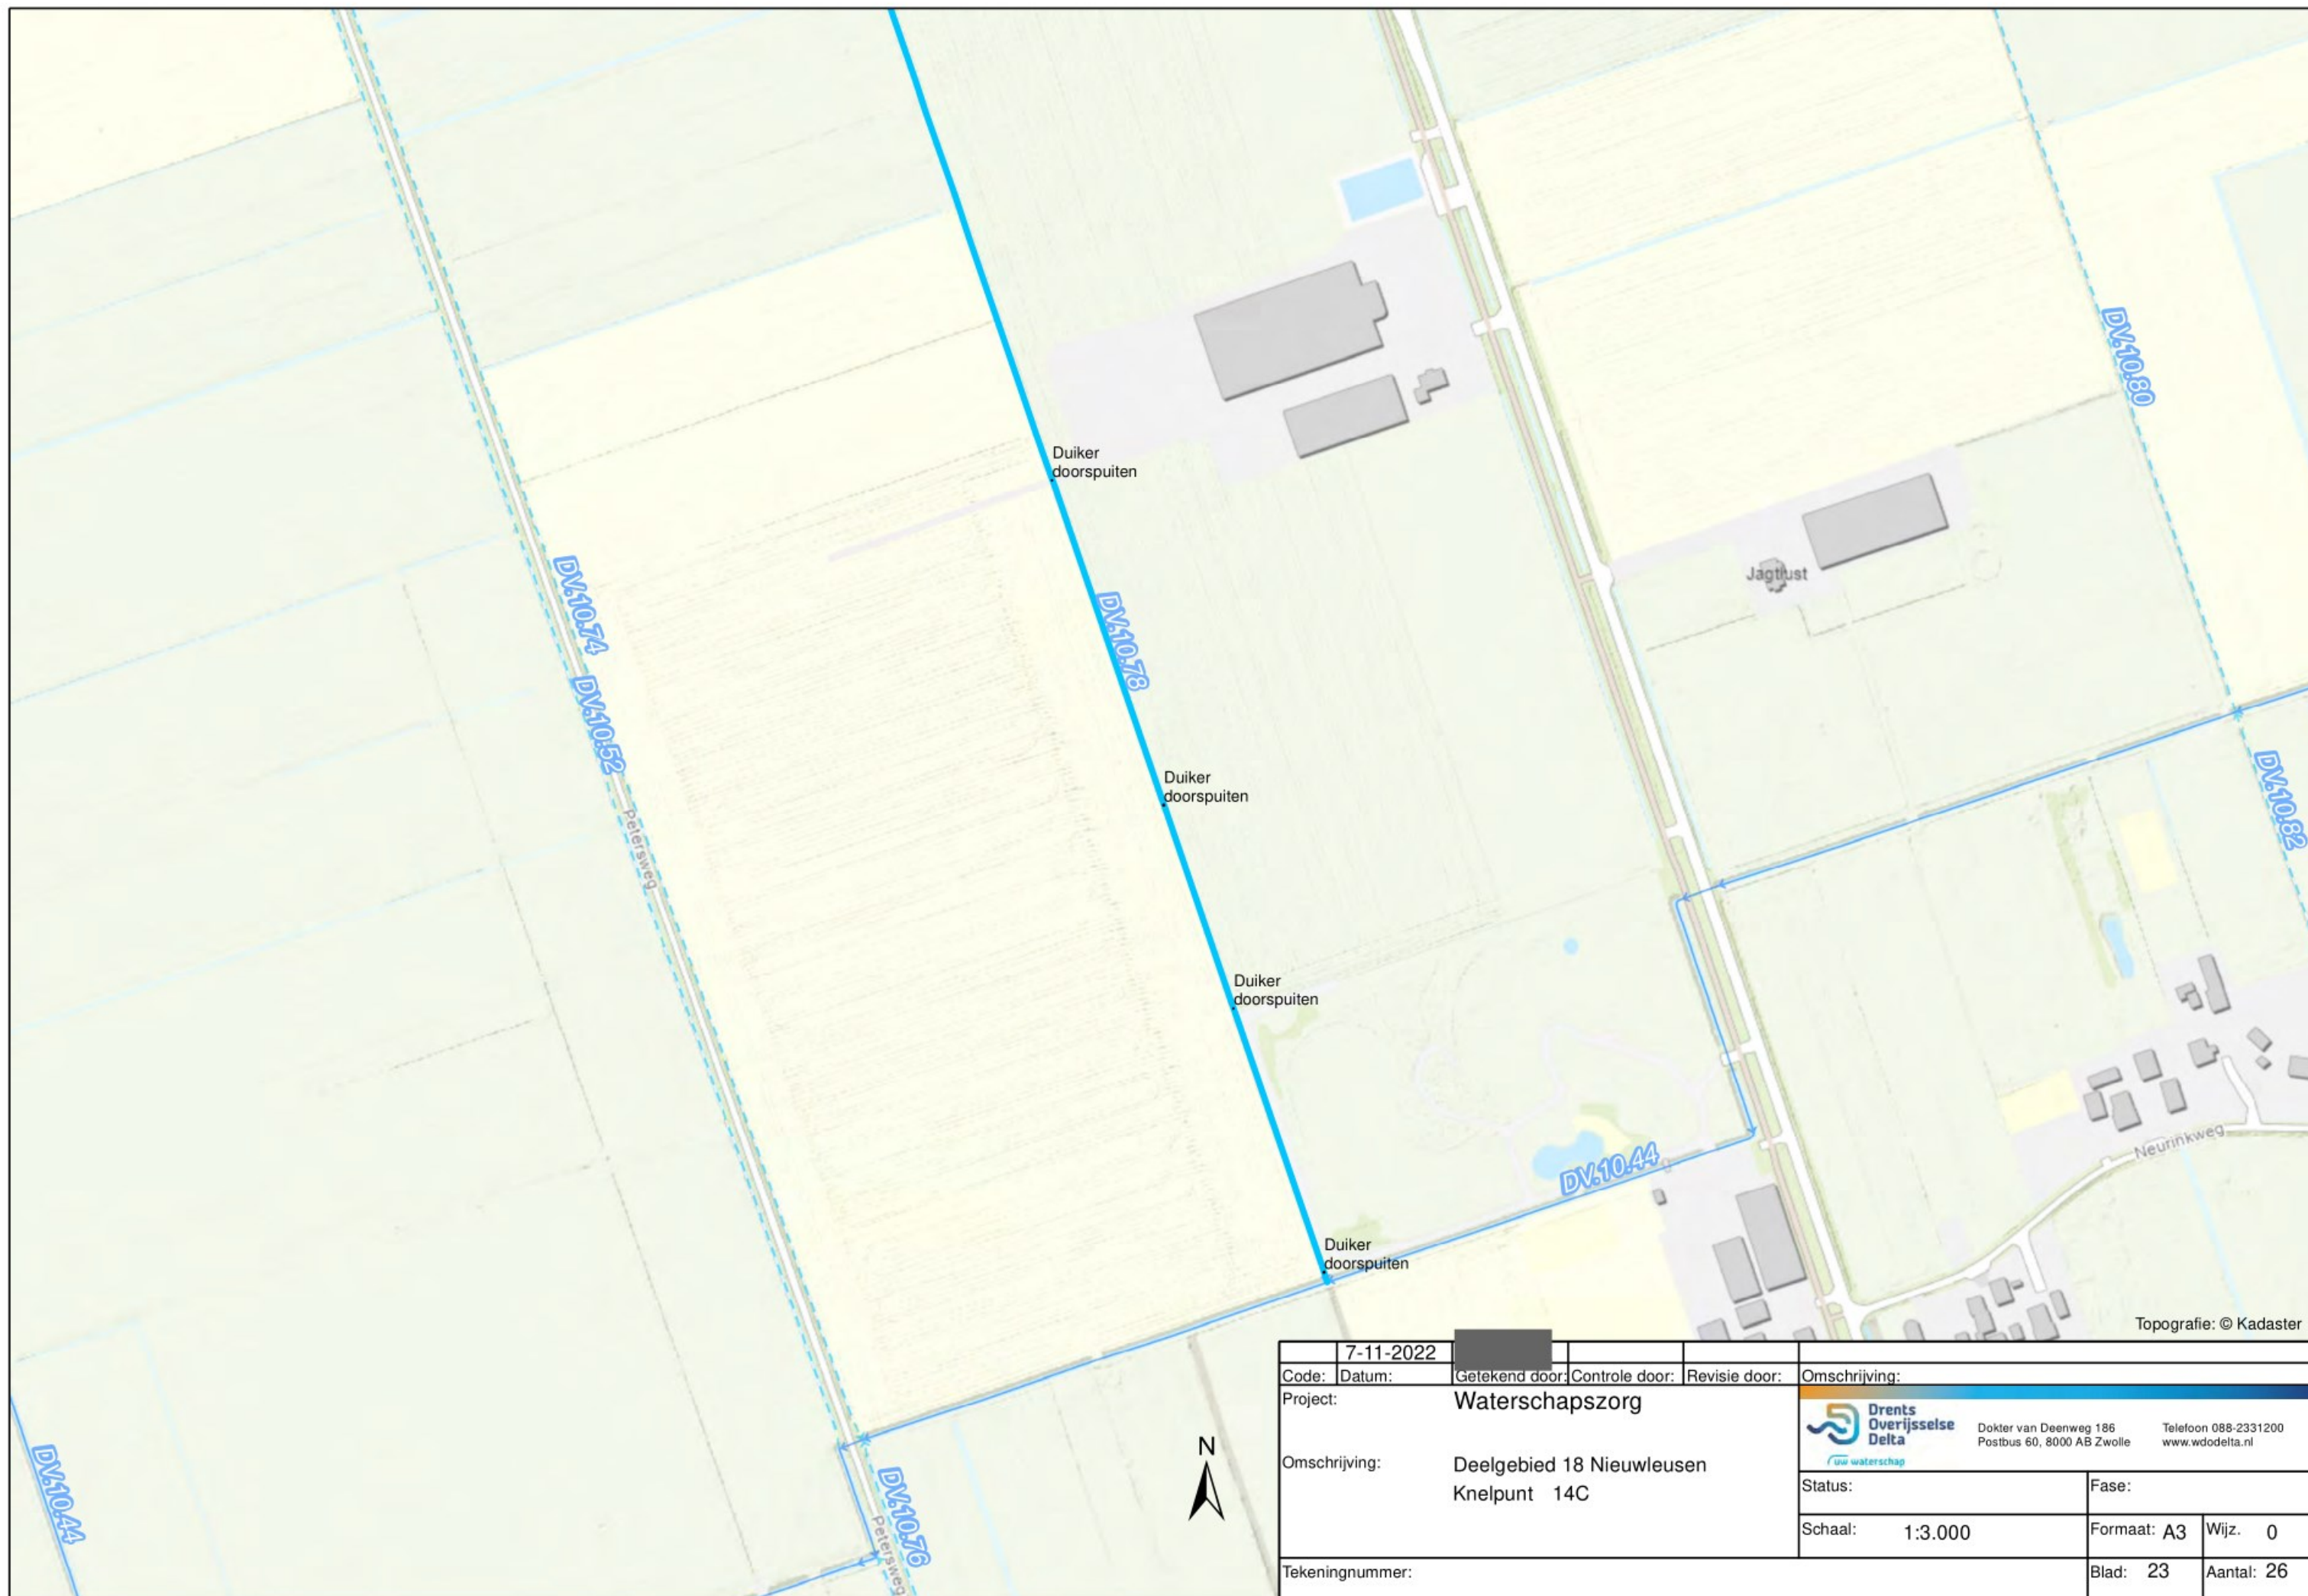 DV.10.80
Duiker
doorspuiten
DV.10.74
Jagtlust
DV.10.78
DV.10.52
Duiker
doorspuiten
DV.10.82
Petersweg
Duiker
doorspuiten
Neurinkweg
DV.10.44
Duiker
doorspuiten
Topografie: © Kadaster
DV.10.44
DV.10.76
Petersweg
N
7-11-2022
Code: Datum: Getekend door: Controle door: Revisie door: Omschrijving:
Project: Waterschapszorg
Omschrijving: Deelgebied 18 Nieuwleusen
Knelpunt 14C
Drents
Overijsselse
Delta
uw waterschap
Dokter van Deenweg 186
Postbus 60, 8000 AB Zwolle
Telefoon 088-2331200
www.wdodelta.nl
Status: Fase:
Schaal: 1:3.000 Formaat: A3 Wijz. 0
Tekeningnummer: Blad: 23 Aantal: 26